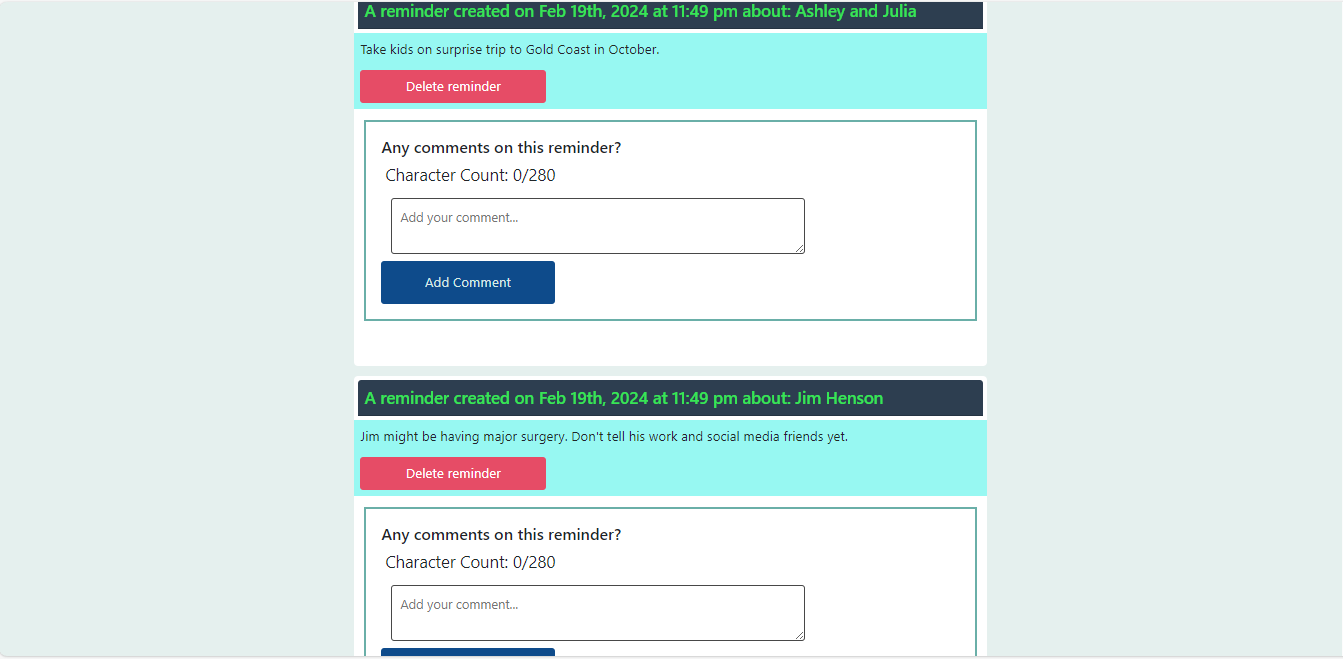 A reminder created on Feb 19th, 2024 at 11:49 pm about: Ashley and Julia
Take kids on surprise trip to Gold Coast in October.
Delete reminder
Any comments on this reminder?
Character Count: 0/280
Add your comment...
Add Comment
A reminder created on Feb 19th, 2024 at 11:49 pm about: Jim Henson
Jim might be having major surgery. Don't tell his work and social media friends yet.
Delete reminder
Any comments on this reminder?
Character Count: 0/280
Add your comment...